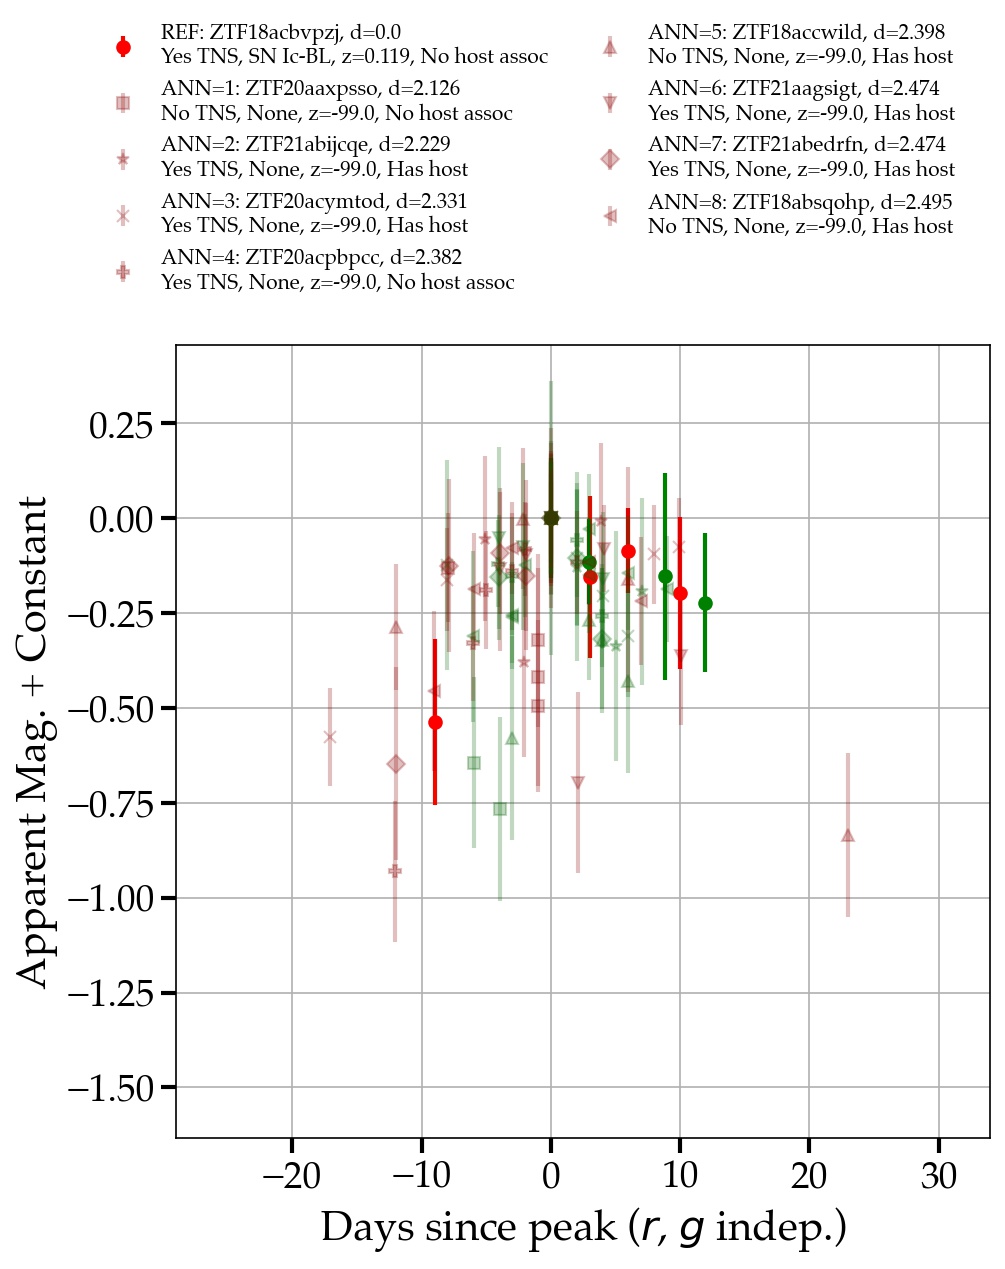 REF: ZTF18acbvpzj, d=0.0
Yes TNS, SN Ic-BL, z=0.119, No host assoc
ANN=1: ZTF20aaxpsso, d=2.126
No TNS, None, z=-99.0, No host assoc
ANN=2: ZTF21abijcqe, d=2.229
Yes TNS, None, z=-99.0, Has host
ANN=3: ZTF20acymtod, d=2.331
Yes TNS, None, z=-99.0, Has host
ANN=4: ZTF20acpbpcc, d=2.382
Yes TNS, None, z=-99.0, No host assoc
ANN=5: ZTF18accwild, d=2.398
No TNS, None, z=-99.0, Has host
ANN=6: ZTF21aagsigt, d=2.474
Yes TNS, None, z=-99.0, Has host
ANN=7: ZTF21abedrfn, d=2.474
Yes TNS, None, z=-99.0, Has host
ANN=8: ZTF18absqohp, d=2.495
No TNS, None, z=-99.0, Has host
Apparent Mag. + Constant
0.25
0.00
−0.25
−0.50
−0.75
−1.00
−1.25
−1.50
−20 −10 0 10 20 30
Days since peak (r, g indep.)